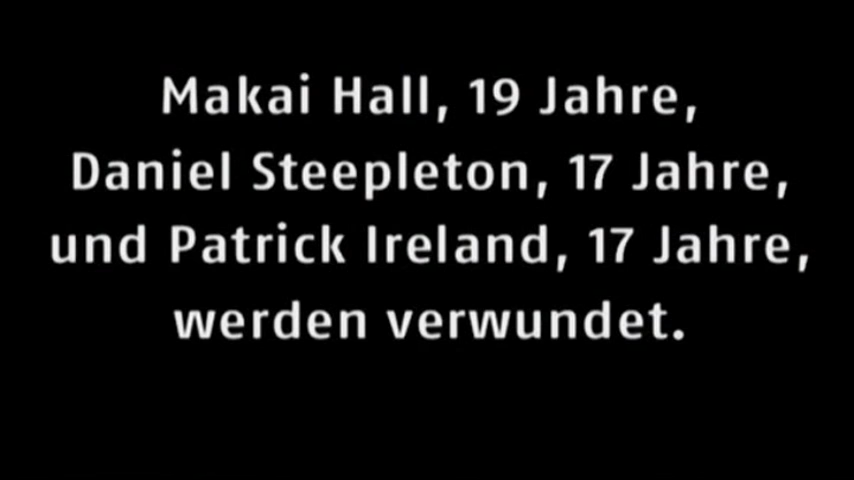 Makai Hall, 19 Jahre,
Daniel Steepleton, 17 Jahre,
und Patrick Ireland, 17 Jahre,
werden verwundet.